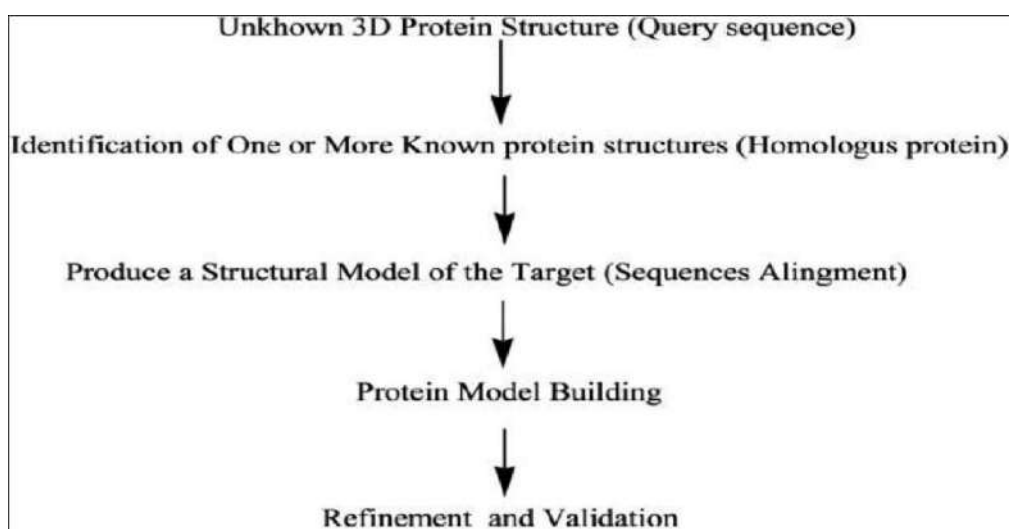 Unkhown 3D Protein Structure (Query sequence)
Identification of One or More Known protein structures (Homologus protein)
Produce a Structural Model of the Target (Sequences Alingment)
Protein Model Building
Refinement and Validation